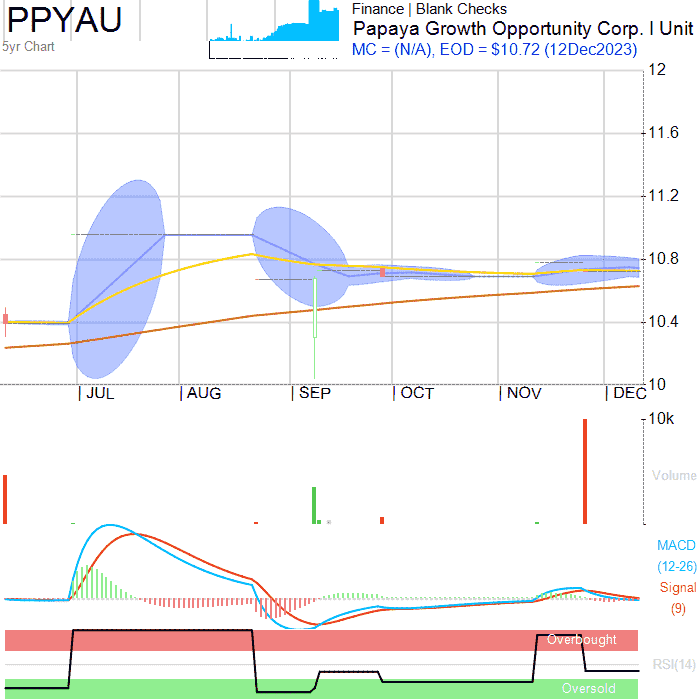 PPYAU
5yr Chart
Finance | Blank Checks
Papaya Growth Opportunity Corp. I Unit
MC = (N/A), EOD = $10.72 (12Dec2023)
12
11.6
11.2
10.8
10.4
10
JUL
AUG
SEP
OCT
NOV
DEC
10k
Volume
MACD
(12-26)
Signal
(9)
Overbought
RSI(14)
Oversold